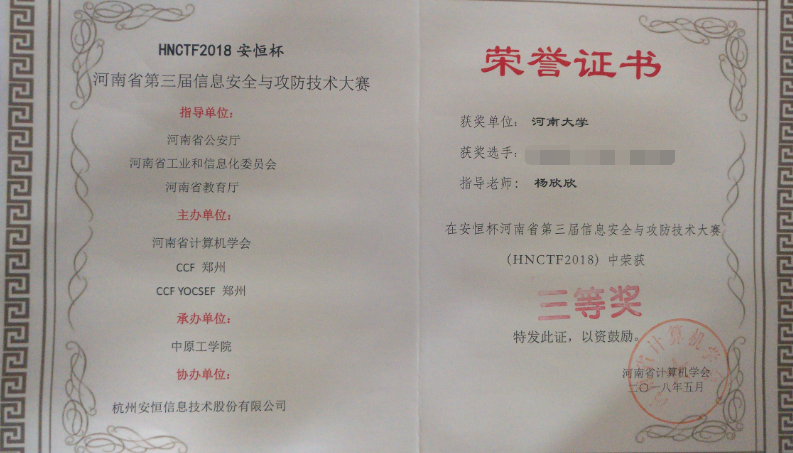 HNCTF2018 安恒杯
河南省第三届信息安全与攻防技术大赛
指导单位：
河南省公安厅
河南省工业和信息化委员会
河南省教育厅
主办单位：
河南省计算机学会
CCF 郑州
CCF YOCSEF 郑州
承办单位：
中原工学院
协办单位：
杭州安恒信息技术股份有限公司
荣誉证书
获奖单位：河南大学
获奖选手：
指导老师：杨欣欣
在安恒杯河南省第三届信息安全与攻防技术大赛
(HNCTF2018) 中荣获
三等奖
特发此证，以资鼓励。
河南省计算机学会
二〇一八年五月
省计算机学